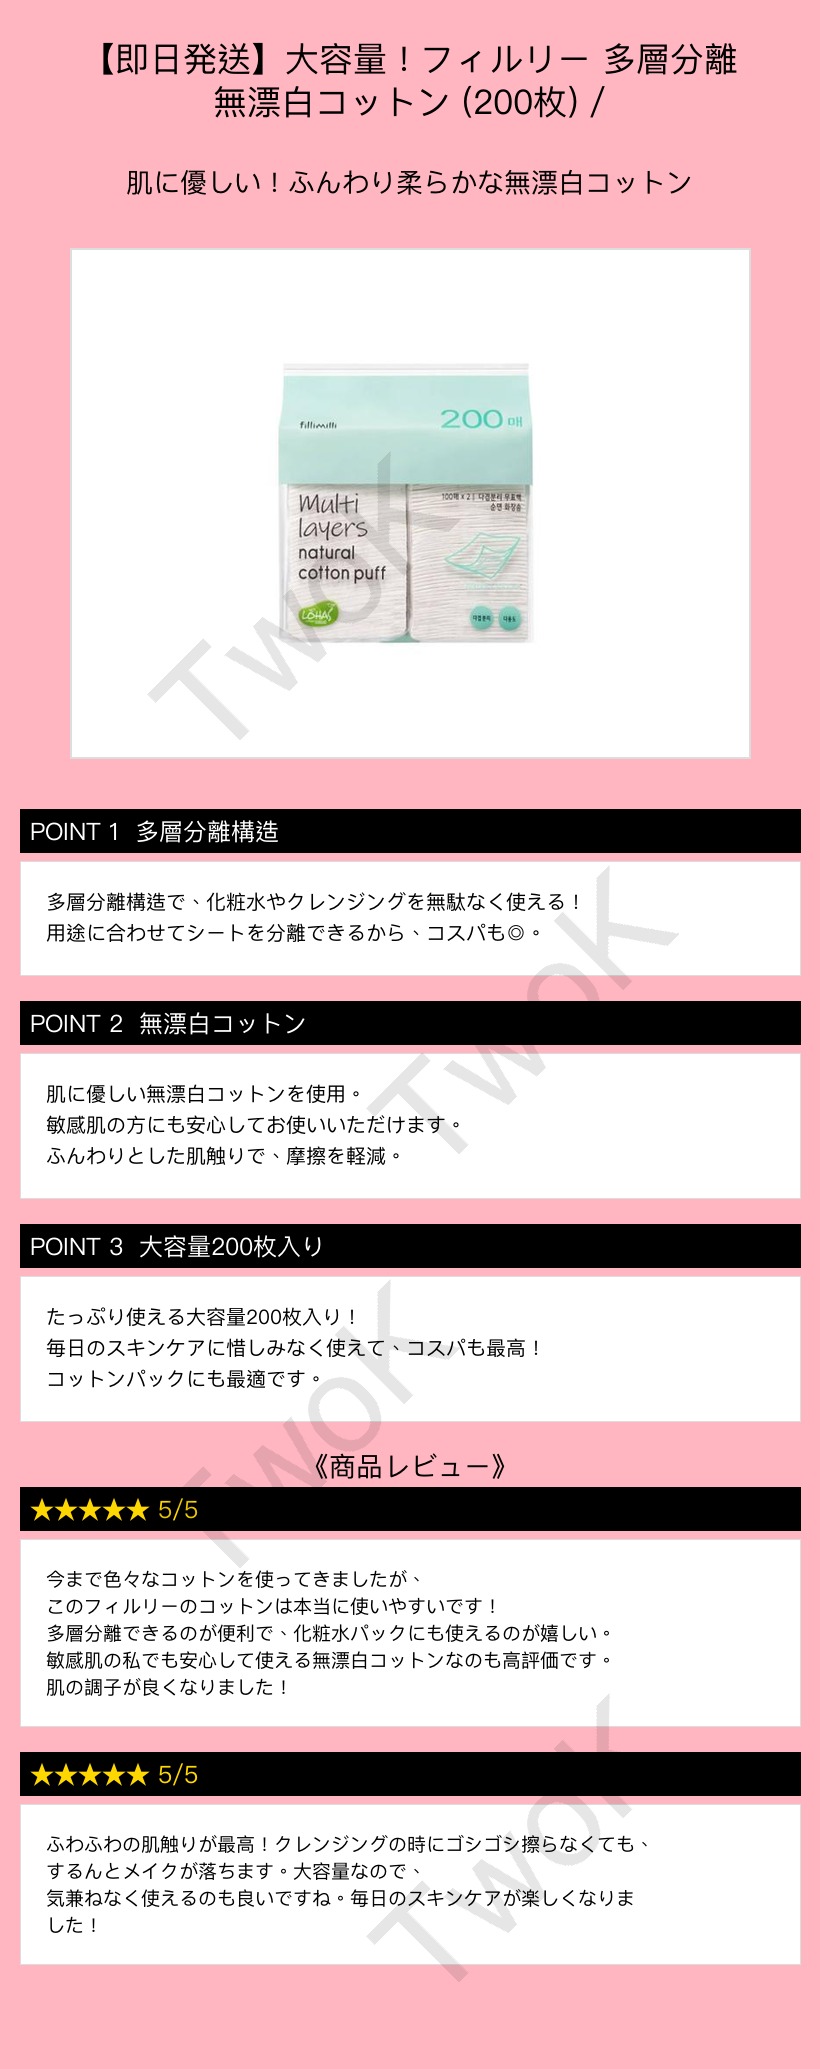 【即日発送】大容量！フィルリー 多層分離
無漂白コットン (200枚) /
肌に優しい！ふんわり柔らかな無漂白コットン
fillimilli
200 매
Multi
layers
natural
cotton puff
100매 x 2 | 다겹분리 무표백
순면 화장솜
LOHAS
다겹분리
다용도
TwoK
POINT 1 多層分離構造
多層分離構造で、化粧水やクレンジングを無駄なく使える！
用途に合わせてシートを分離できるから、コスパも◎。
TwoK
POINT 2 無漂白コットン
肌に優しい無漂白コットンを使用。
敏感肌の方にも安心してお使いいただけます。
ふんわりとした肌触りで、摩擦を軽減。
POINT 3 大容量200枚入り
たっぷり使える大容量200枚入り！
毎日のスキンケアに惜しみなく使えて、コスパも最高！
コットンパックにも最適です。
TwoK
《商品レビュー》
★★★★★ 5/5
今まで色々なコットンを使ってきましたが、
このフィルリーのコットンは本当に使いやすいです！
多層分離できるのが便利で、化粧水パックにも使えるのが嬉しい。
敏感肌の私でも安心して使える無漂白コットンなのも高評価です。
肌の調子が良くなりました！
★★★★★ 5/5
ふわふわの肌触りが最高！クレンジングの時にゴシゴシ擦らなくても、
するんとメイクが落ちます。大容量なので、
気兼ねなく使えるのも良いですね。毎日のスキンケアが楽しくなりま
した！
TwoK